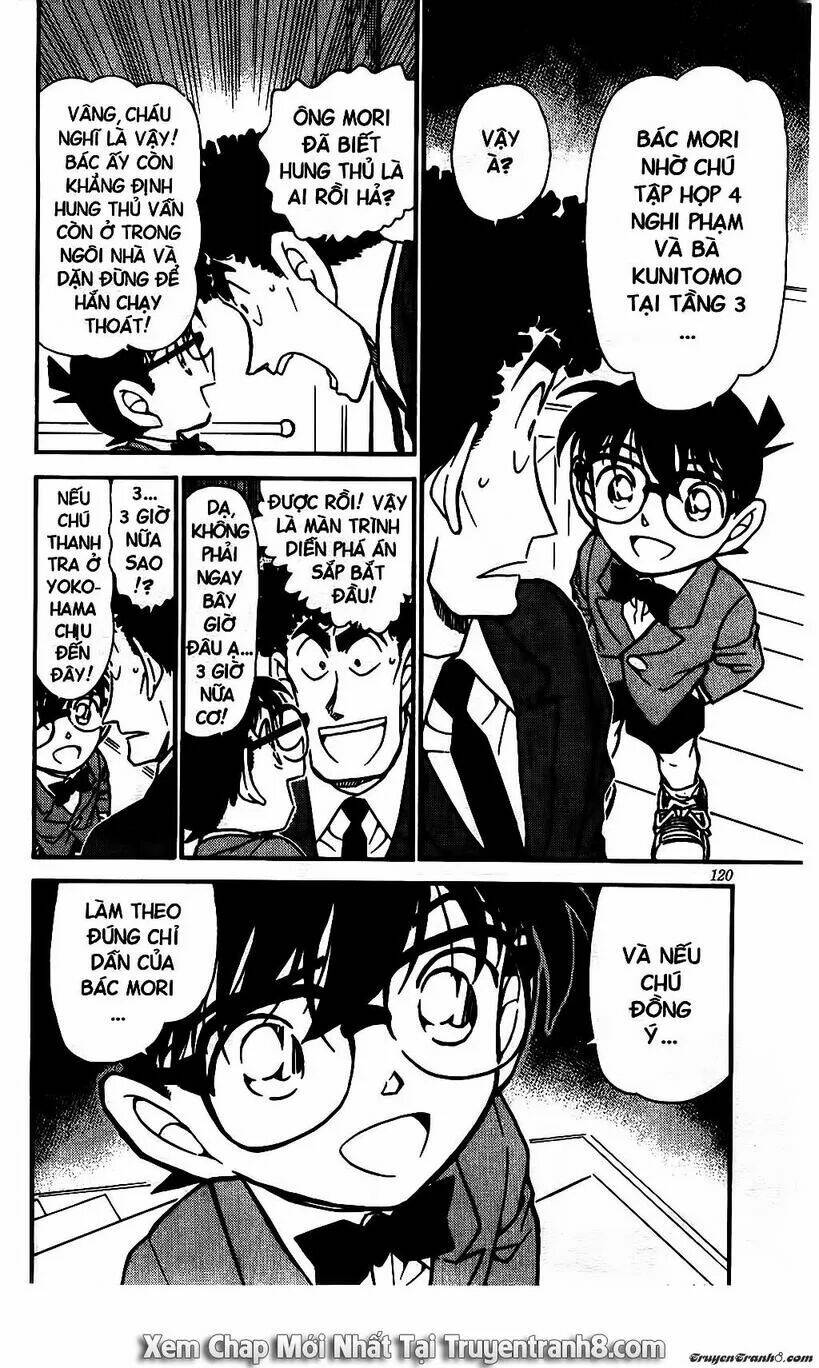 BÁC MORI
NHỜ CHÚ
TẬP HỌP 4
NGHI PHẠM
VÀ BÀ
KUNITOMO
TẠI TẦNG 3
...
VẬY
À?
ÔNG MORI
ĐÃ BIẾT
HUNG THỦ LÀ
AI RỒI HẢ?
VÂNG, CHÁU
NGHĨ LÀ VẬY!
BÁC ẤY CÒN
KHẲNG ĐỊNH
HUNG THỦ VẪN
CÒN Ở TRONG
NGÔI NHÀ VÀ
DẶN ĐỪNG ĐỂ
HẮN CHẠY
THOÁT!
ĐƯỢC RỒI! VẬY
LÀ MÀN TRÌNH
DIỄN PHÁ ÁN
SẮP BẮT
ĐẦU!
DẠ,
KHÔNG
PHẢI
NGAY
BÂY
GIỜ
ĐÂU Ạ...
3 GIỜ
NỮA
CƠ!
3...
3 GIỜ
NỮA
SAO
!?
NẾU
CHÚ
THANH
TRA Ở
YOKO-
HAMA
CHỊU
ĐẾN
ĐÂY!
120
VÀ NẾU
CHÚ
ĐỒNG
Ý...
LÀM THEO
ĐÚNG CHỈ
DẤN CỦA
BÁC MORI
...
Xem Chap Mới Nhất Tại Truyentranh8.com
TruyenTranh8.com